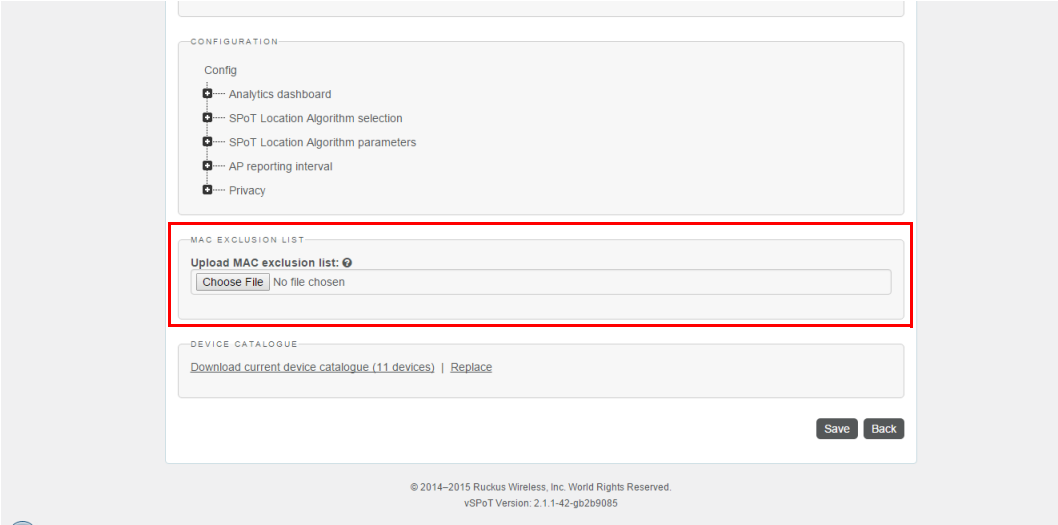 CONFIGURATION
Config
Analytics dashboard
SPoT Location Algorithm selection
SPoT Location Algorithm parameters
AP reporting interval
Privacy
MAC EXCLUSION LIST
Upload MAC exclusion list:
Choose File No file chosen
DEVICE CATALOGUE
Download current device catalogue (11 devices) | Replace
Save Back
© 2014–2015 Ruckus Wireless, Inc. World Rights Reserved.
vSPoT Version: 2.1.1-42-gb2b9085